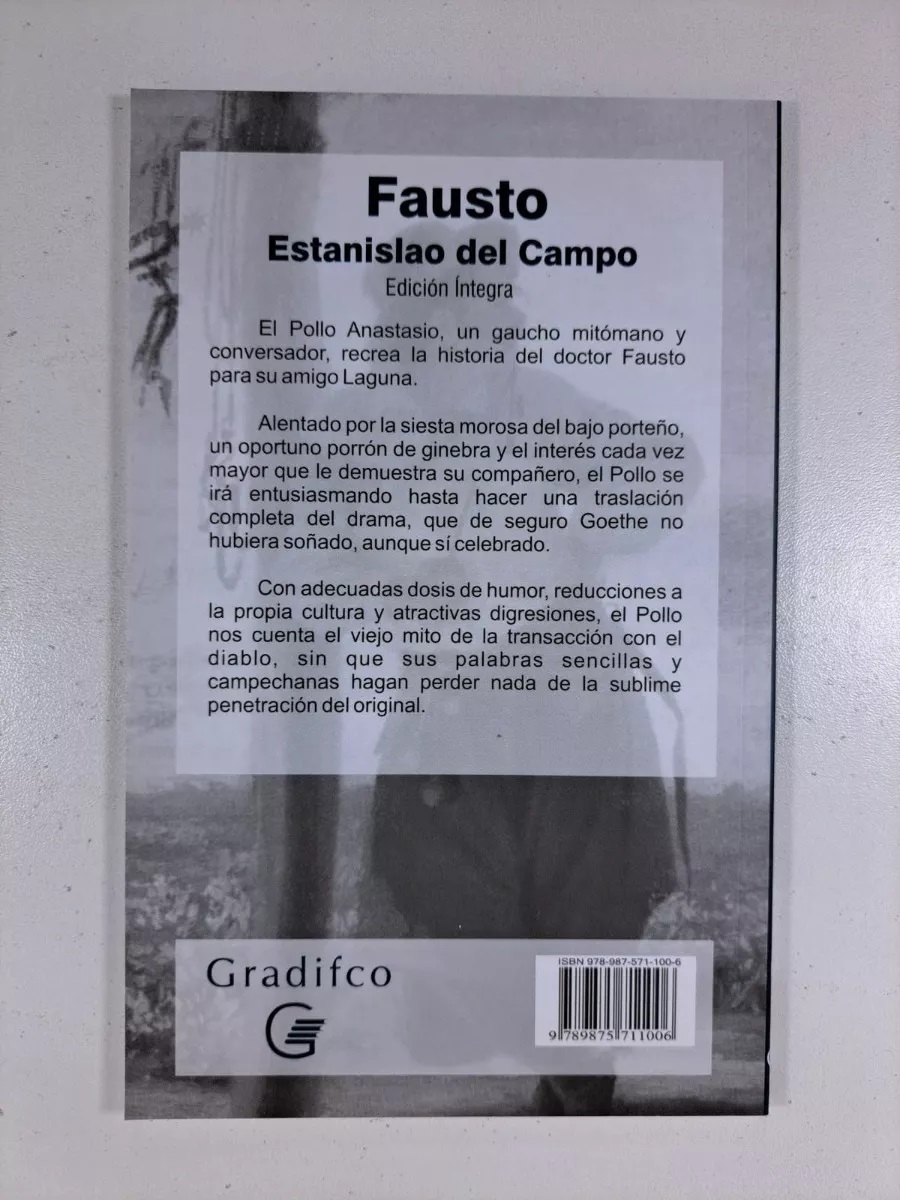 Fausto
Estanislao del Campo
Edición Íntegra
El Pollo Anastasio, un gaucho mitómano y
conversador, recrea la historia del doctor Fausto
para su amigo Laguna.
Alentado por la siesta morosa del bajo porteño,
un oportuno porrón de ginebra y el interés cada vez
mayor que le demuestra su compañero, el Pollo se
irá entusiasmando hasta hacer una traslación
completa del drama, que de seguro Goethe no
hubiera soñado, aunque sí celebrado.
Con adecuadas dosis de humor, reducciones a
la propia cultura y atractivas digresiones, el Pollo
nos cuenta el viejo mito de la transacción con el
diablo, sin que sus palabras sencillas y
campechanas hagan perder nada de la sublime
penetración del original.
Gradifco
ISBN 978-987-571-100-6
9 789875 711006